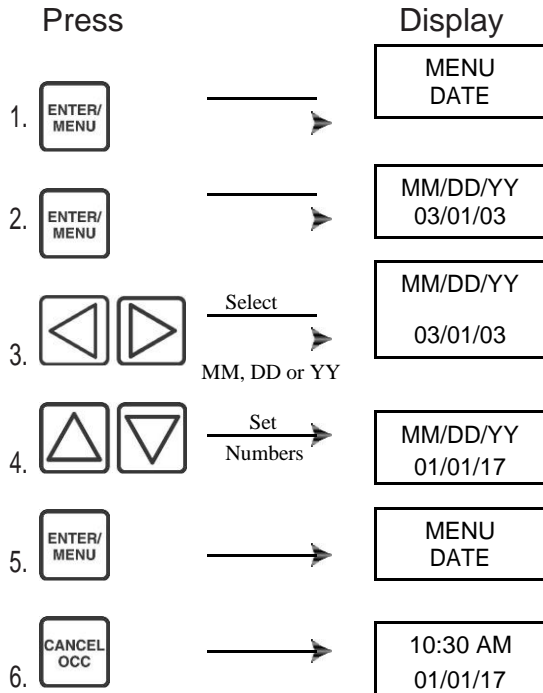 Press Display
1. ENTER/
MENU
MENU
DATE
2. ENTER/
MENU
MM/DD/YY
03/01/03
3.
Select
MM, DD or YY
MM/DD/YY
03/01/03
4.
Set
Numbers
MM/DD/YY
01/01/17
5. ENTER/
MENU
MENU
DATE
6. CANCEL
OCC
10:30 AM
01/01/17